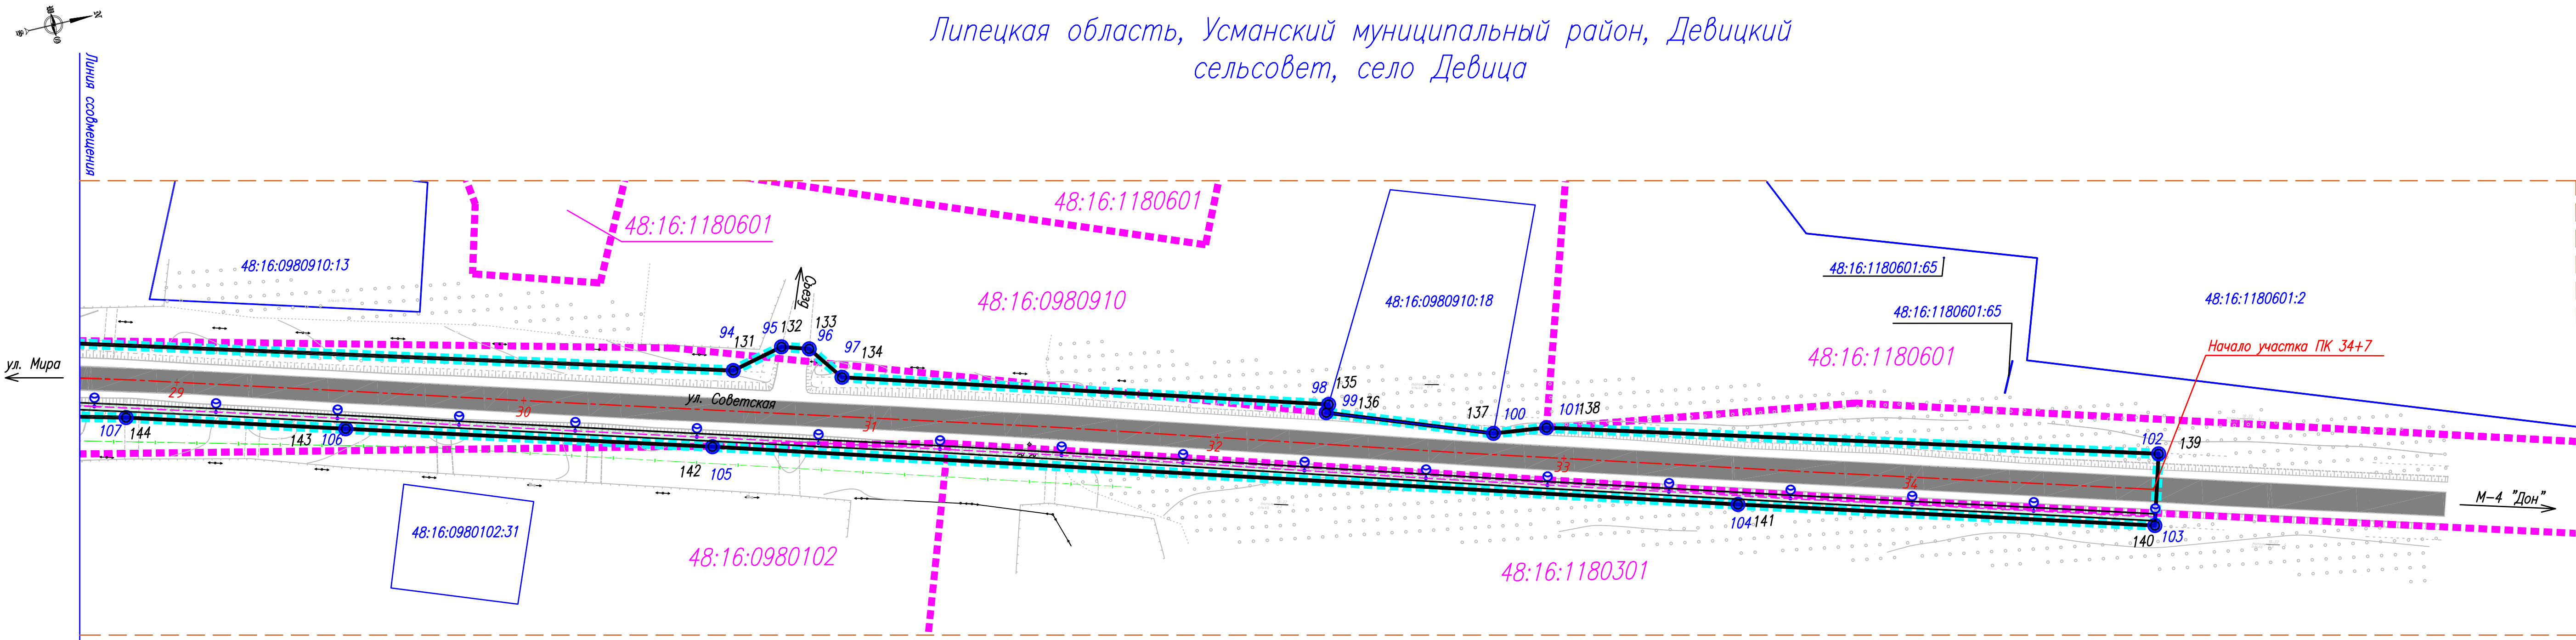 Липецкая область, Усманский муниципальный район, Девицкий
сельсовет, село Девица
Линия ссовмещения
48:16:1180601
48:16:1180601
48:16:0980910:13
48:16:1180601:65
48:16:0980910
48:16:0980910:18
48:16:1180601:2
48:16:1180601:65
Съезд
94 131 95 132 133 96
97 134
48:16:1180601
Начало участка ПК 34+7
ул. Мира
98 135
99 136
137 100 101 138
29 30 31 32 33 34
ул. Советская
107 144 143 106
142 105
102 139
104 141
140 103
М-4 "Дон"
48:16:0980102:31
48:16:0980102
48:16:1180301